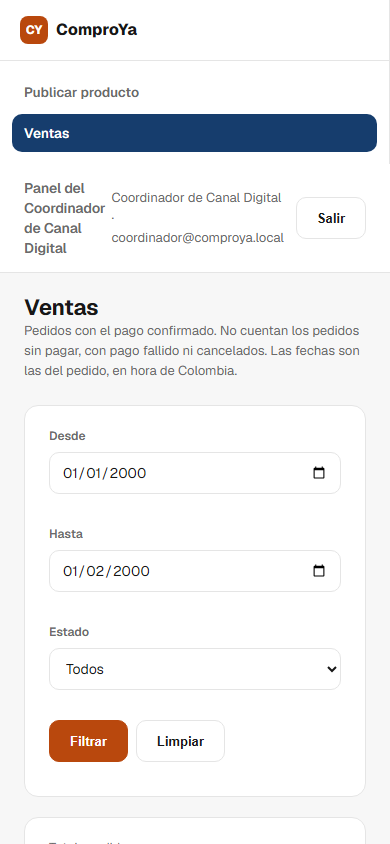 CY ComproYa
Publicar producto
Ventas
Panel del
Coordinador
de Canal
Digital
Coordinador de Canal Digital
·
coordinador@comproya.local
Salir
Ventas
Pedidos con el pago confirmado. No cuentan los pedidos
sin pagar, con pago fallido ni cancelados. Las fechas son
las del pedido, en hora de Colombia.
Desde
01/01/2000
Hasta
01/02/2000
Estado
Todos
Filtrar
Limpiar